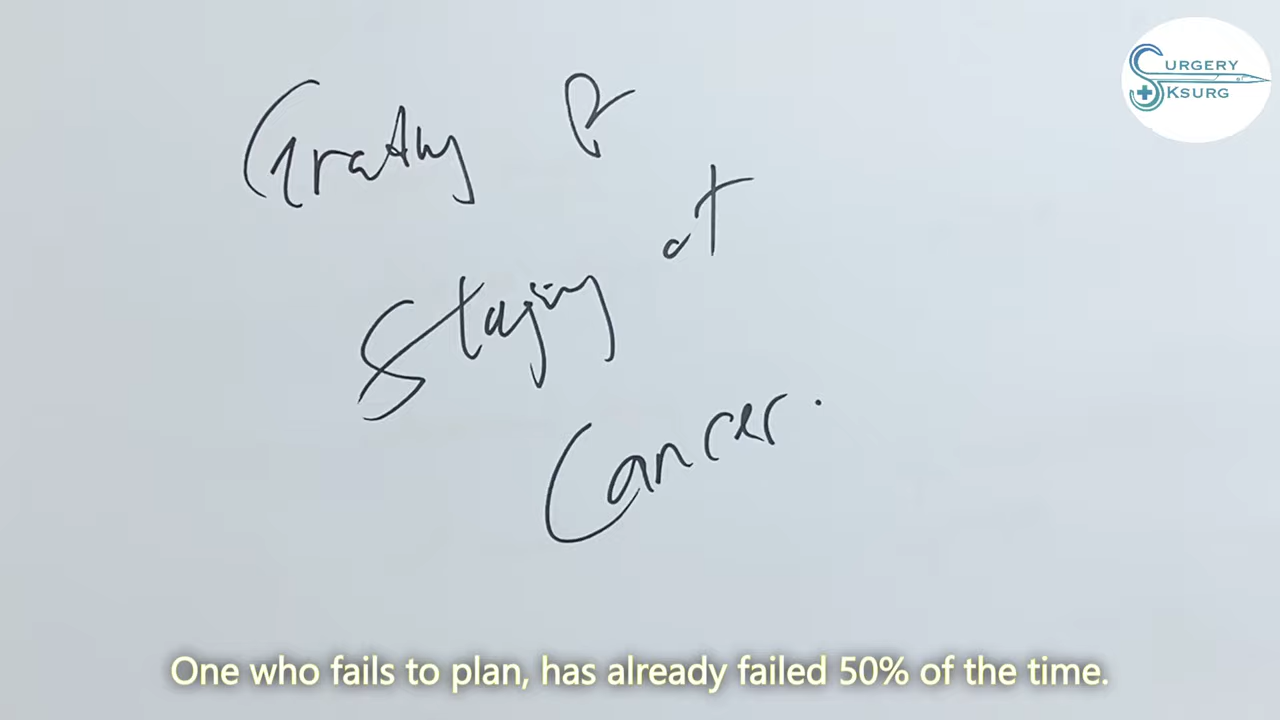 Grading &
Staging of
Cancer.
SURGERY
SKSURG
One who fails to plan, has already failed 50% of the time.